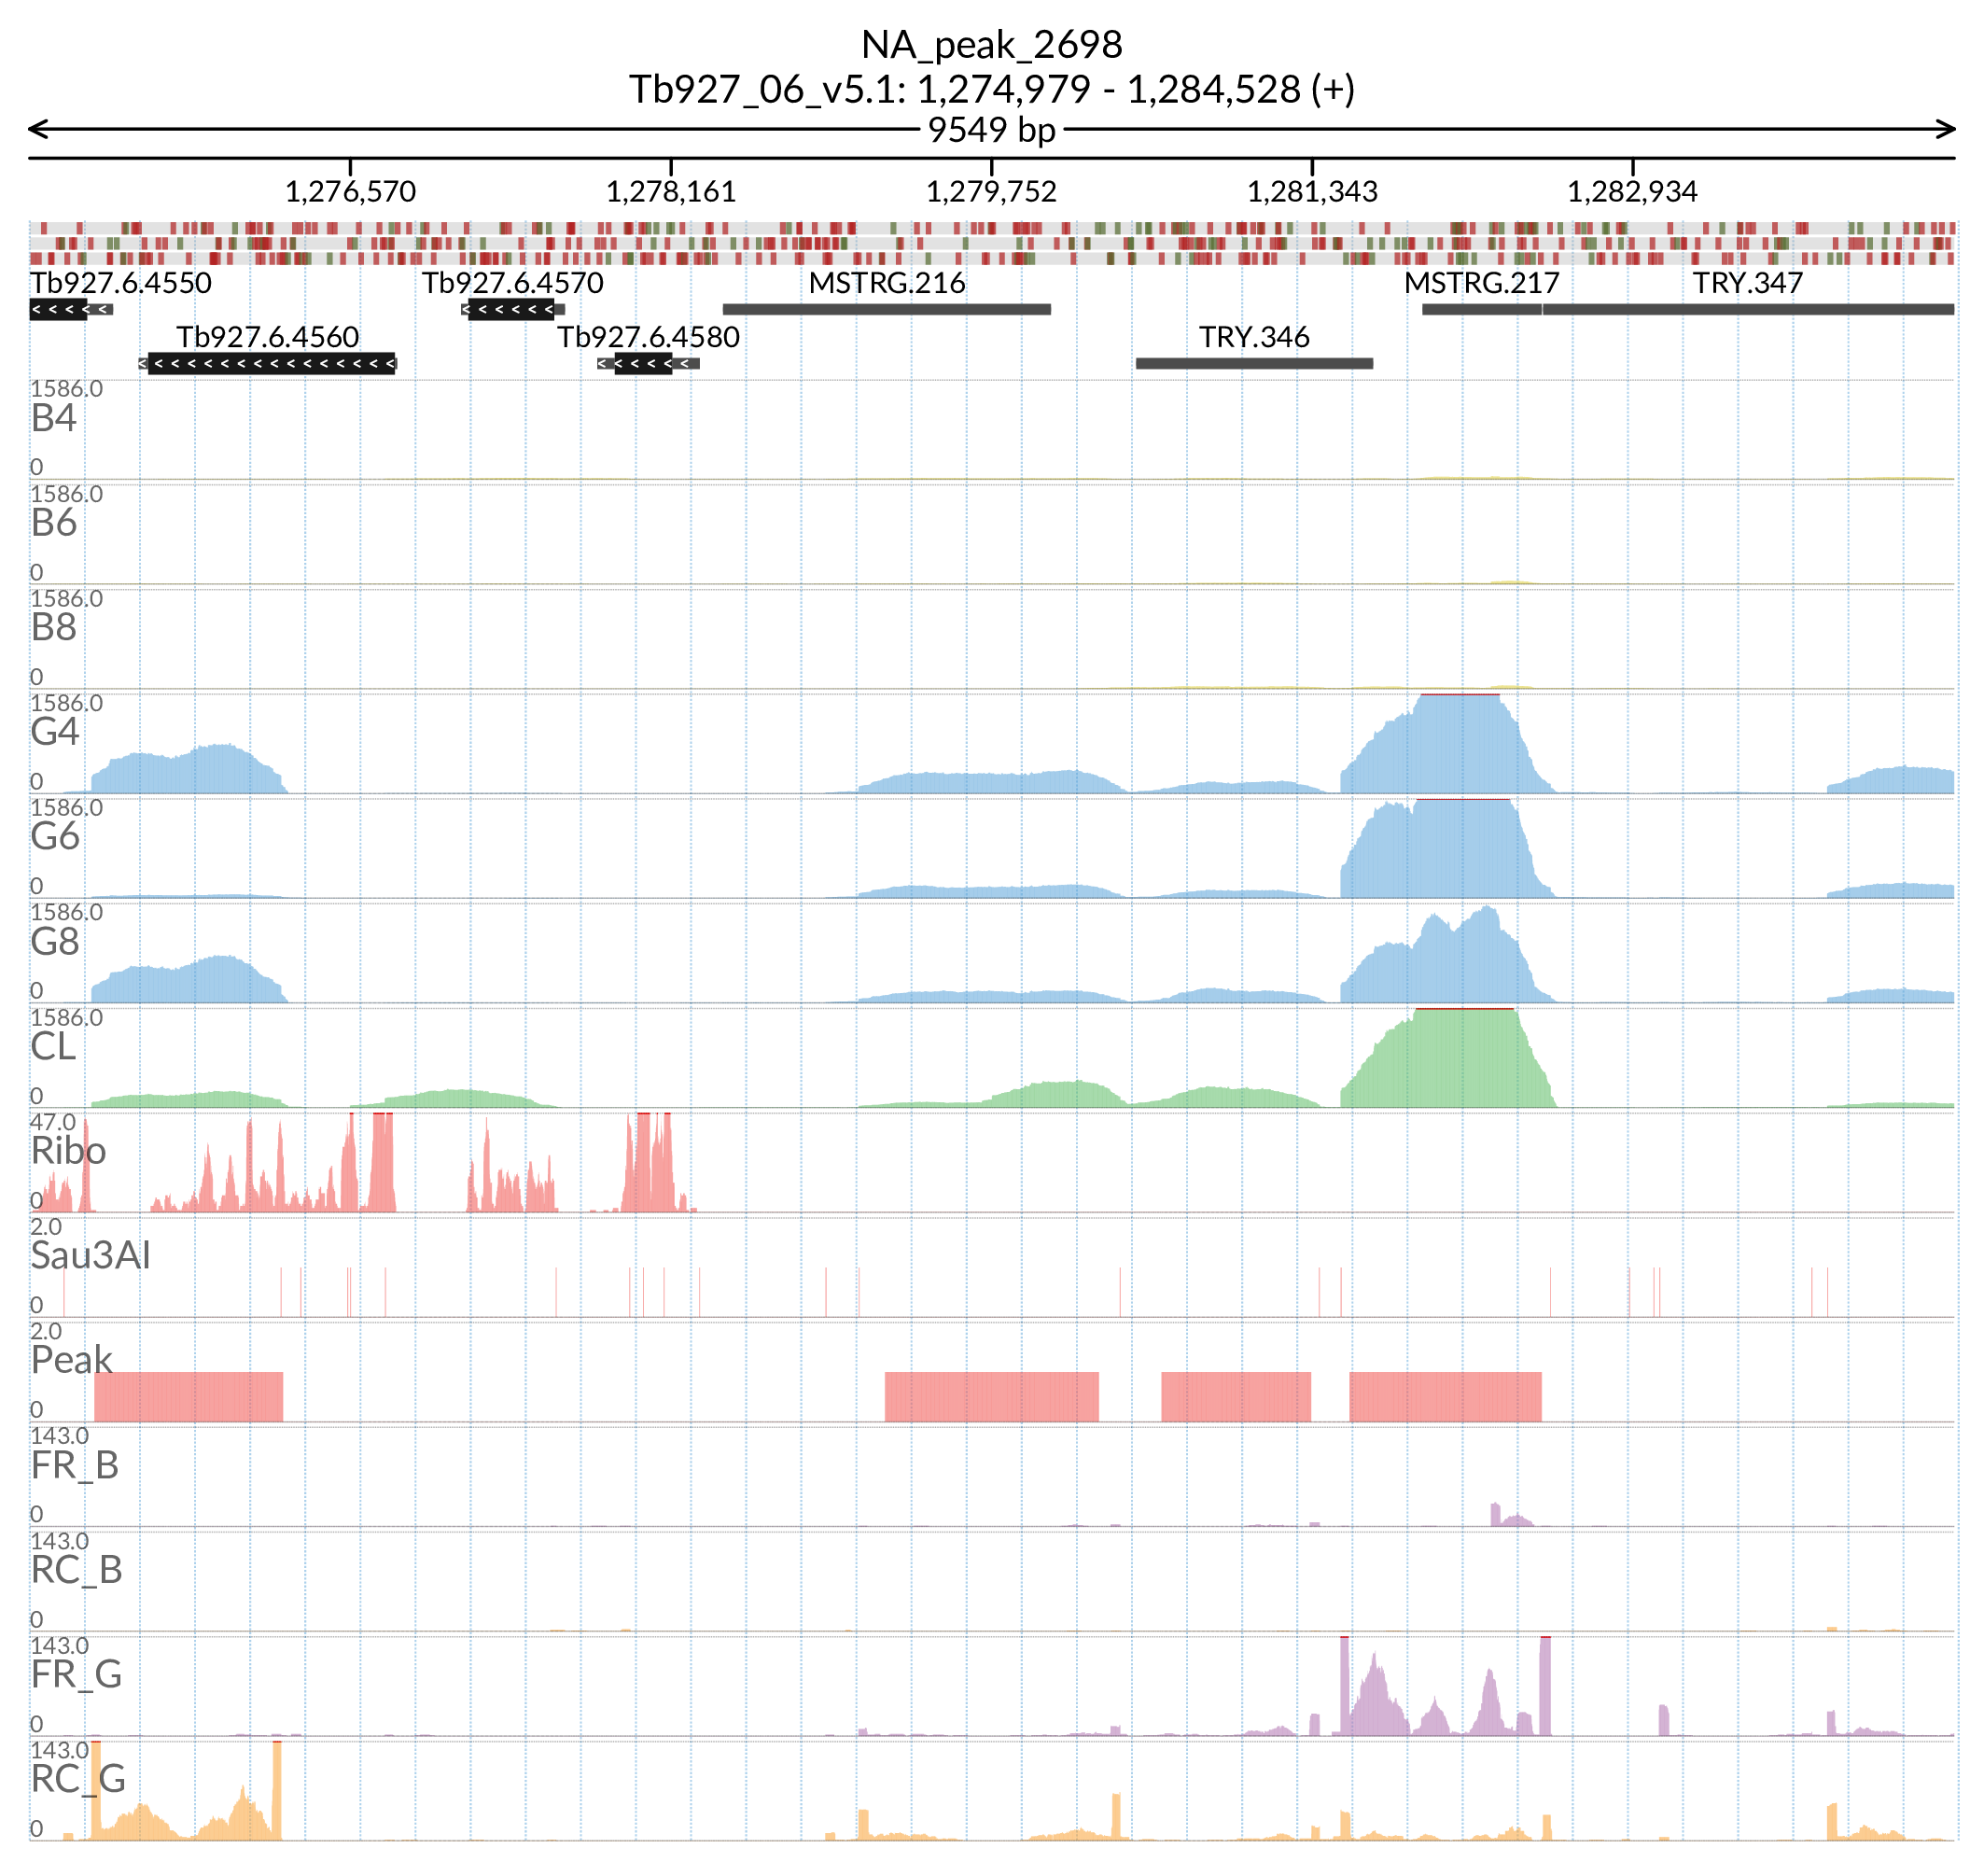 NA_peak_2698
Tb927_06_v5.1: 1,274,979 - 1,284,528 (+)
9549 bp
1,276,570 1,278,161 1,279,752 1,281,343 1,282,934
Tb927.6.4550 Tb927.6.4570 MSTRG.216 MSTRG.217 TRY.347
Tb927.6.4560 Tb927.6.4580 TRY.346
1586.0
B4
0
1586.0
B6
0
1586.0
B8
0
1586.0
G4
0
1586.0
G6
0
1586.0
G8
0
1586.0
CL
0
47.0
Ribo
0
2.0
Sau3AI
0
2.0
Peak
0
143.0
FR_B
0
143.0
RC_B
0
143.0
FR_G
0
143.0
RC_G
0